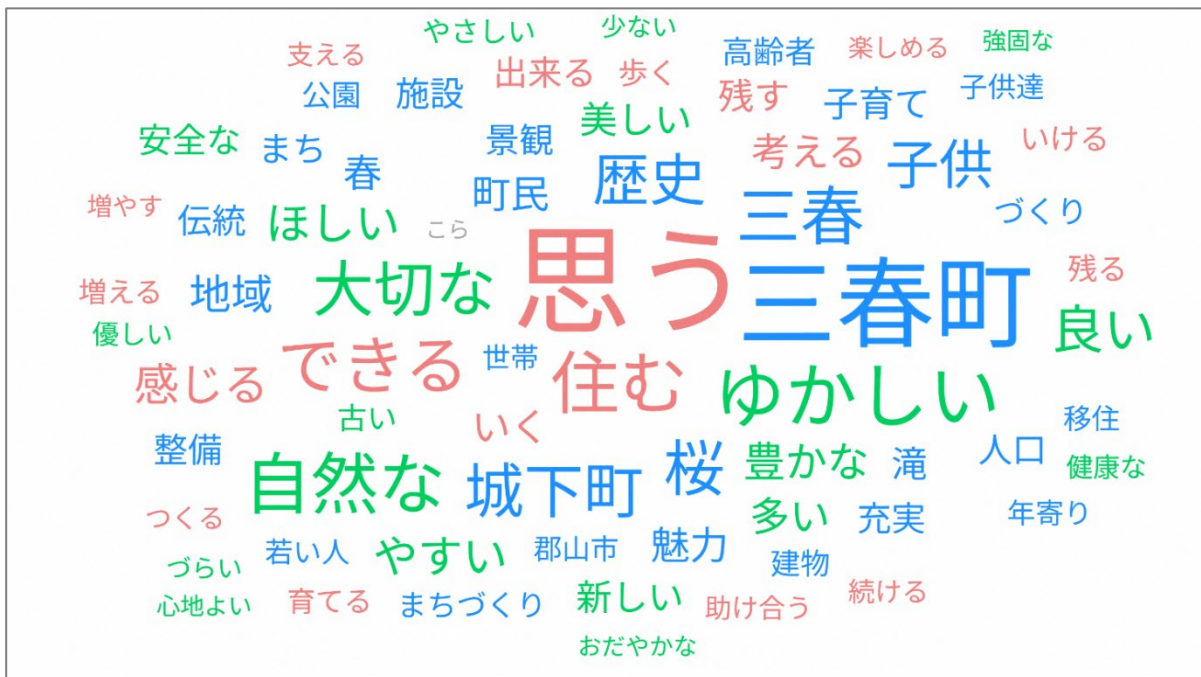 やさしい
少ない
支える
出来る
歩く
高齢者
楽しめる
強固な
公園
施設
残す
子育て
子供達
安全な
まち
春
景観
美しい
考える
子供
いける
増やす
伝統
ほしい
こら
町民
歴史
三春
づくり
増える
地域
大切な
思う
三春町
残る
優しい
良い
感じる
できる
世帯
住む
ゆかしい
古い
いく
移住
整備
自然な
城下町
桜
豊かな
滝
人口
健康な
つくる
多い
充実
年寄り
づらい
若い人
やすい
郡山市
魅力
建物
心地よい
育てる
まちづくり
新しい
助け合う
続ける
おだやかな